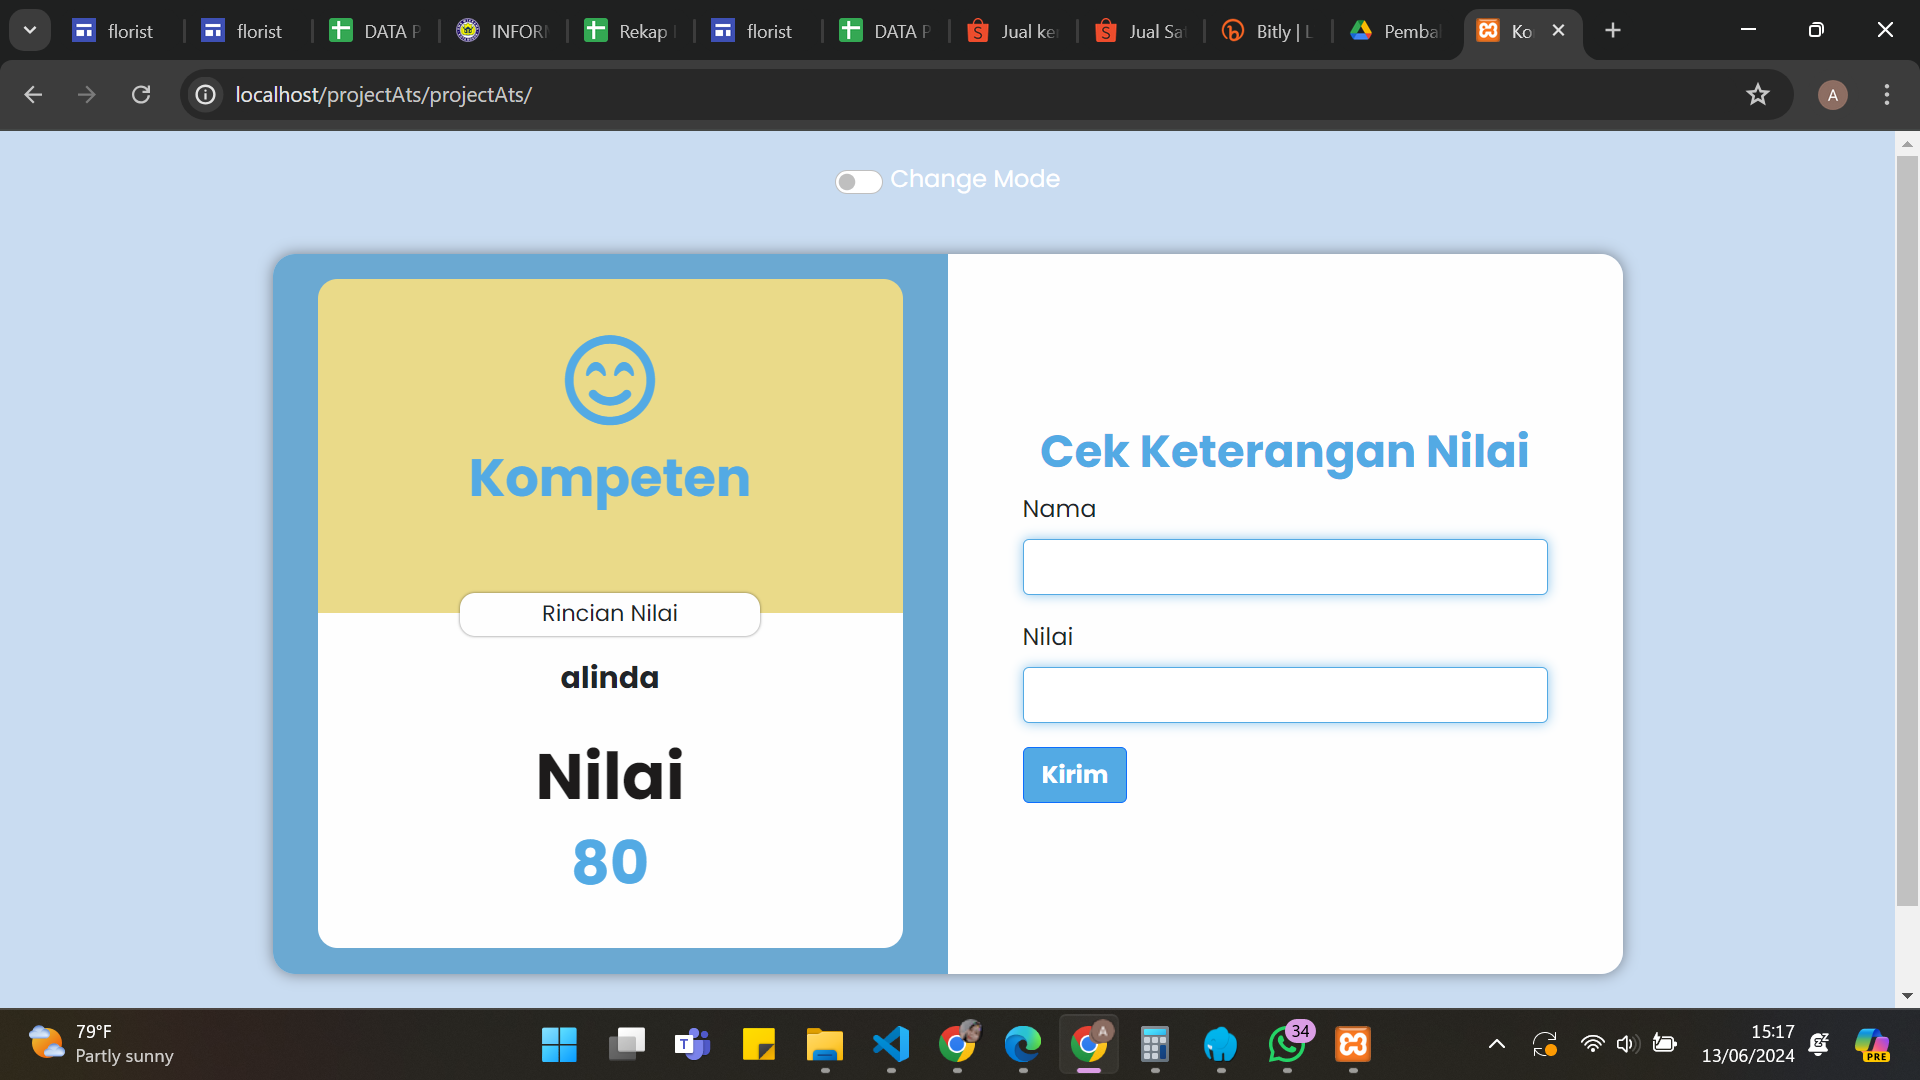 florist
florist
DATA P
INFOR
Rekap
florist
DATA P
Jual ke
Jual Sa
Bitly | L
Pemba
Ko
localhost/projectAts/projectAts/
A
Change Mode
Kompeten
Rincian Nilai
alinda
Nilai
80
Cek Keterangan Nilai
Nama
Nilai
Kirim
79°F
Partly sunny
T
A
34
15:17
13/06/2024
PRE